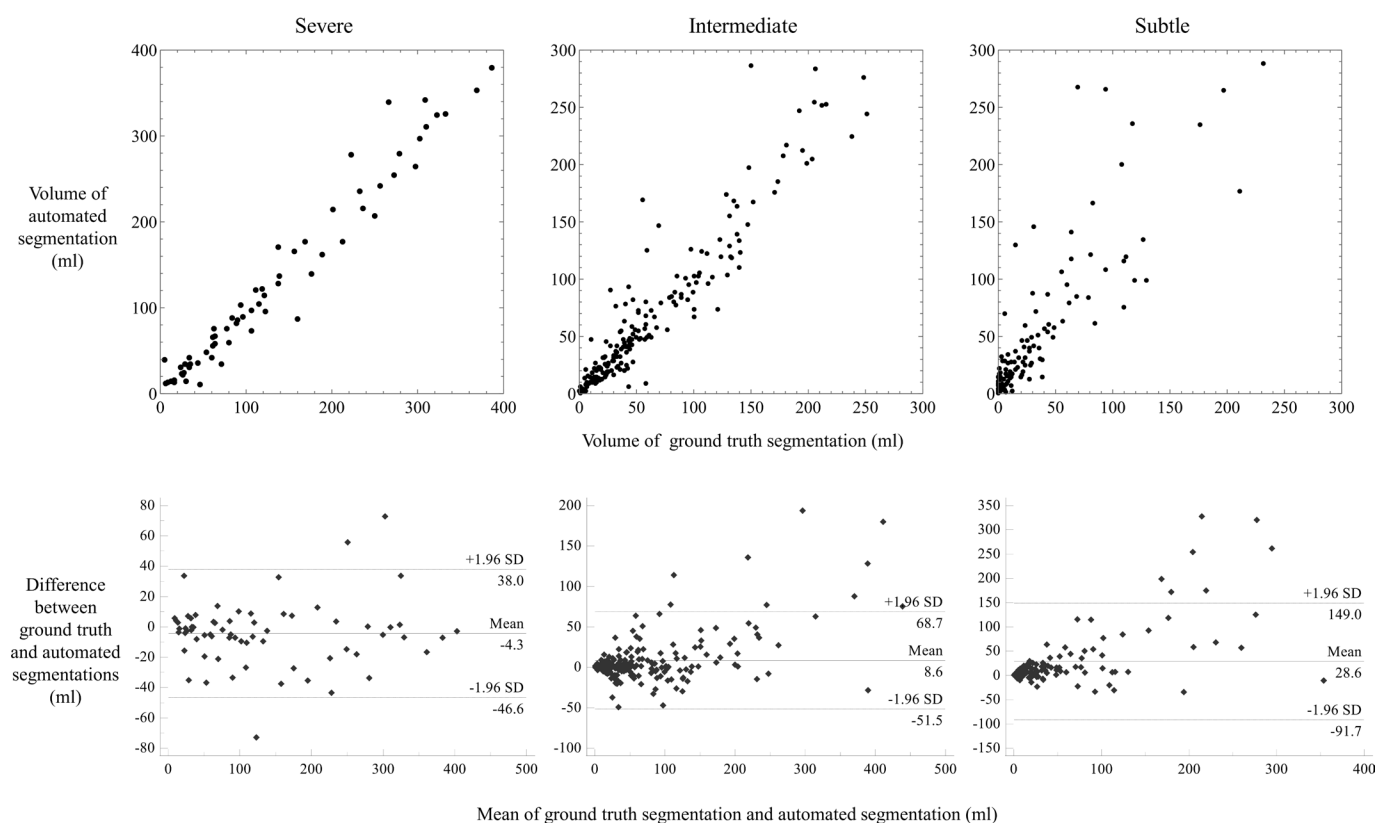 Severe
Intermediate
Subtle
400
300
200
100
0
0 100 200 300 400
300
250
200
150
100
50
0
0 50 100 150 200 250 300
300
250
200
150
100
50
0
0 50 100 150 200 250 300
Volume of
automated
segmentation
(ml)
Volume of ground truth segmentation (ml)
Difference
between
ground truth
and automated
segmentations
(ml)
80
60
40
20
0
-20
-40
-60
-80
0 100 200 300 400 500
+1.96 SD
38.0
Mean
-4.3
-1.96 SD
-46.6
200
150
100
50
0
-50
-100
0 100 200 300 400 500
+1.96 SD
68.7
Mean
8.6
-1.96 SD
-51.5
350
300
250
200
150
100
50
0
-50
-100
-150
0 100 200 300 400
+1.96 SD
149.0
Mean
28.6
-1.96 SD
-91.7
Mean of ground truth segmentation and automated segmentation (ml)